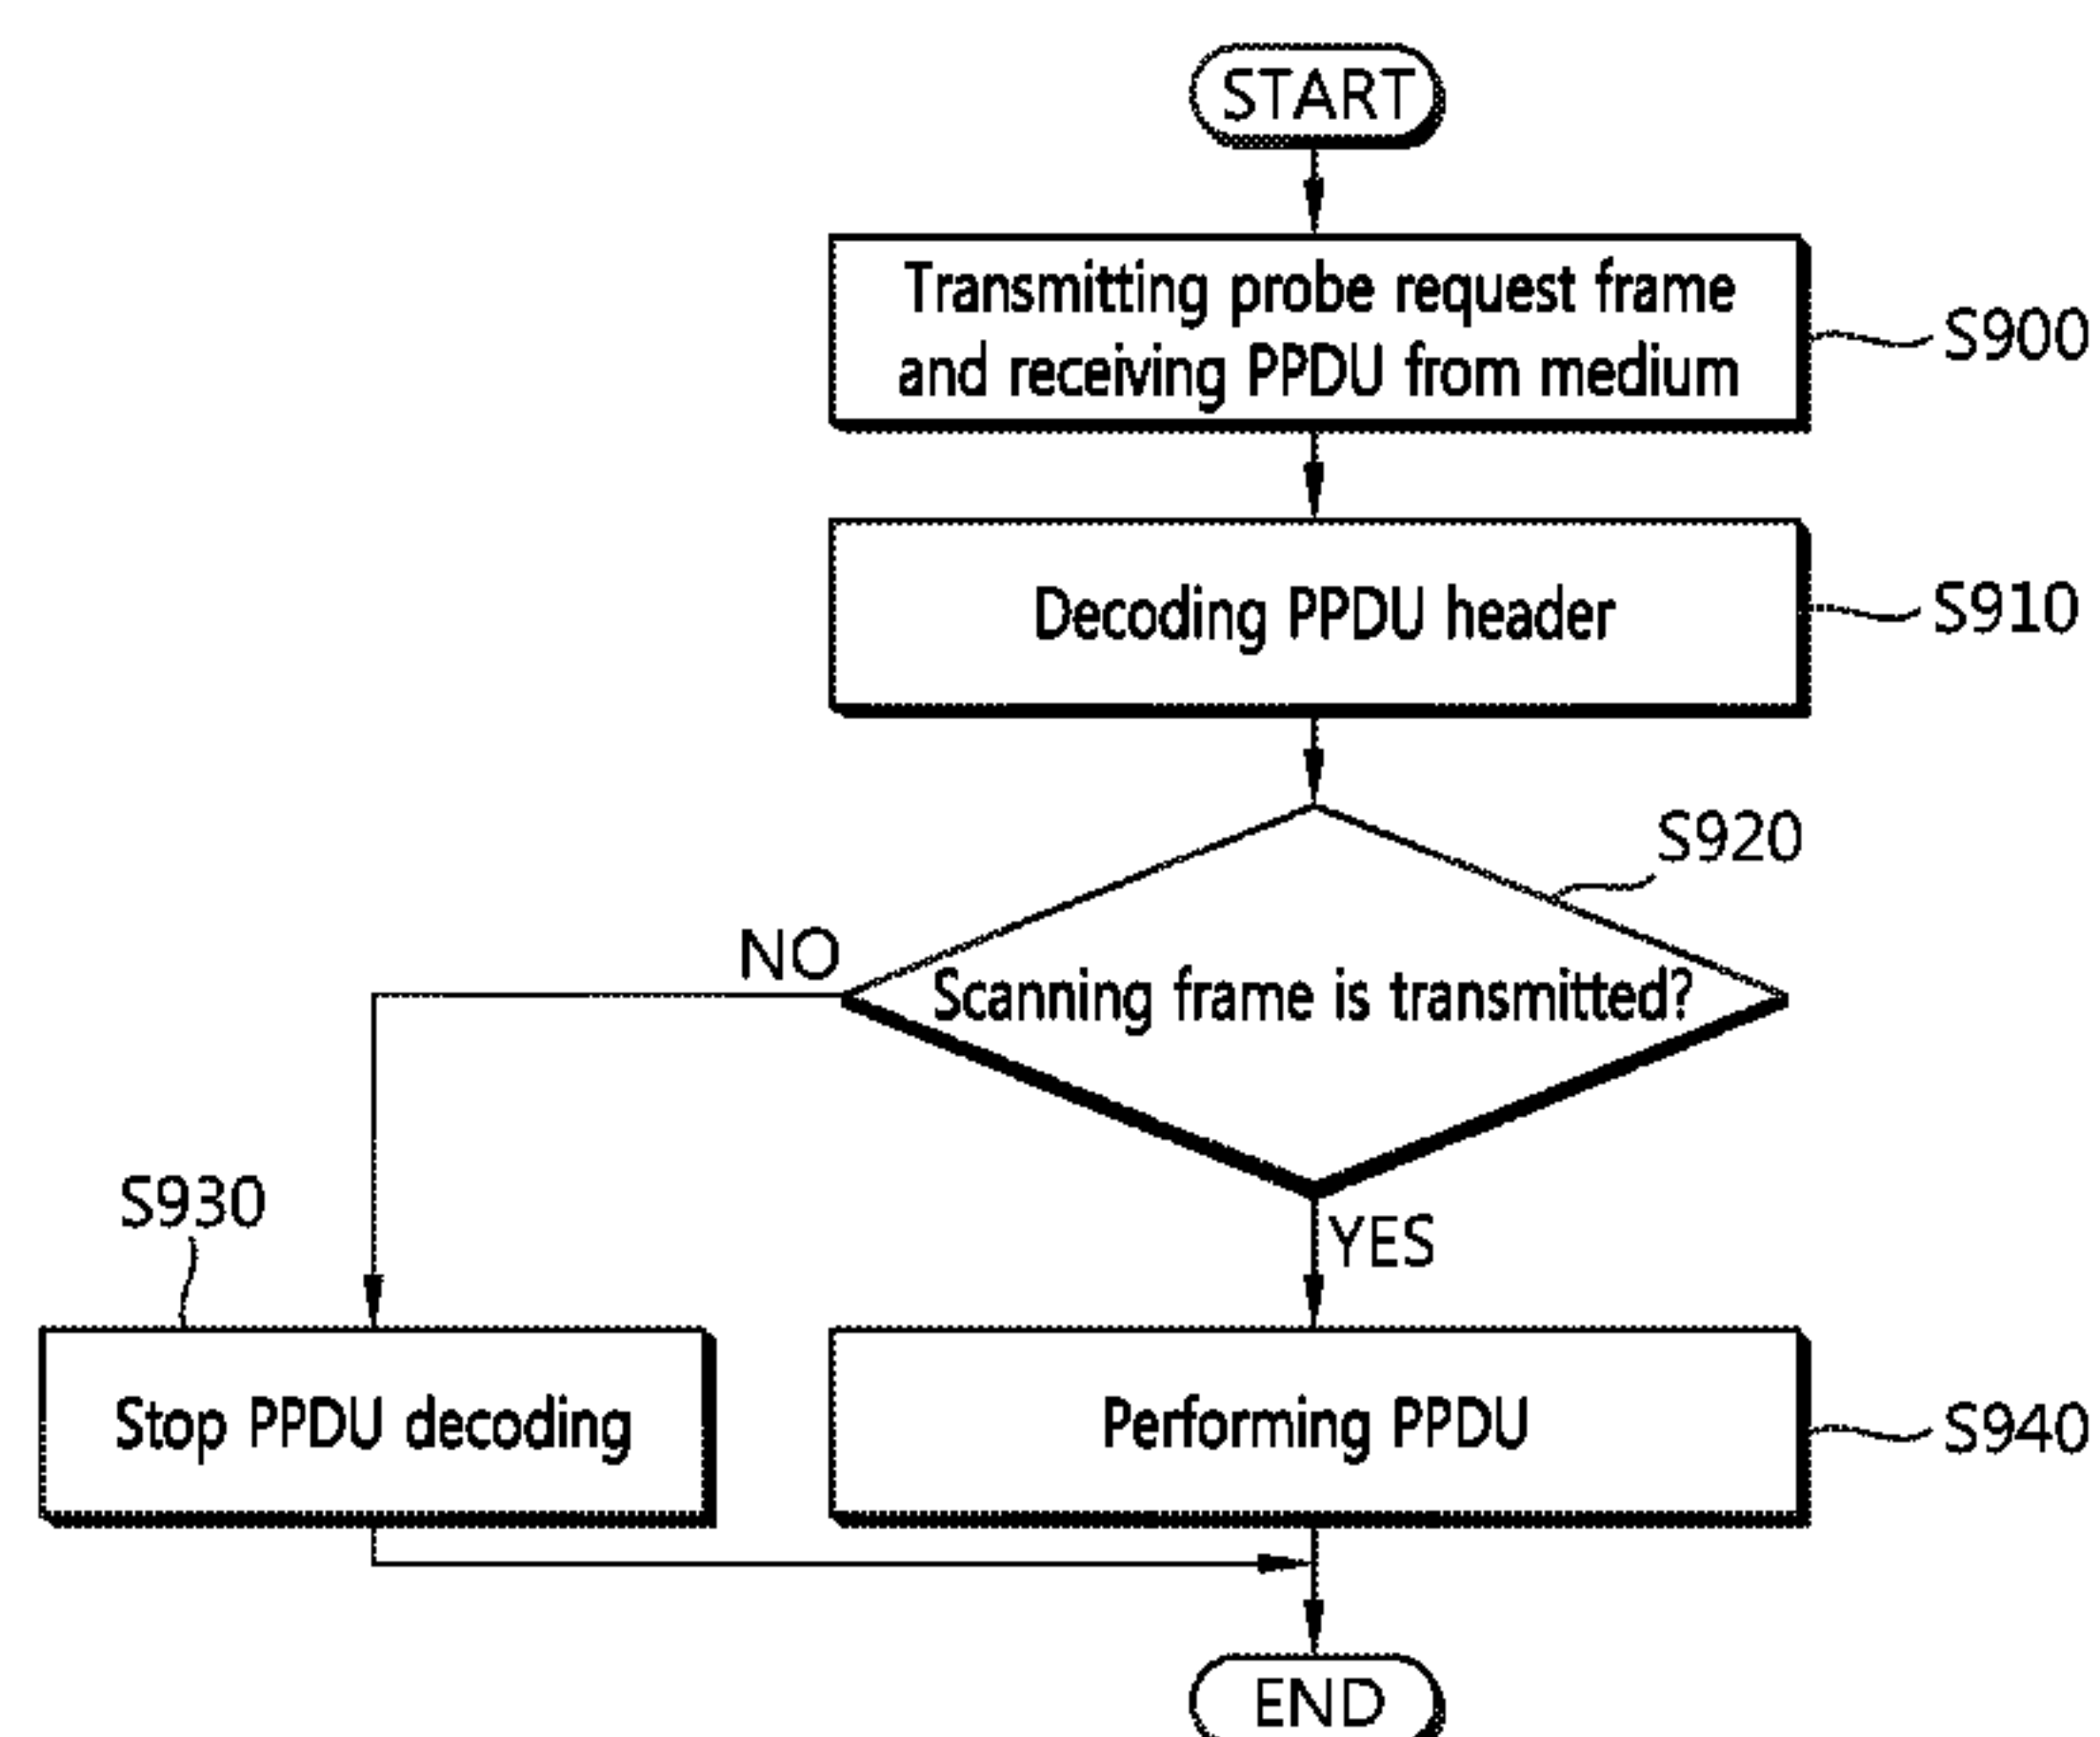 START
Transmitting probe request frame
and receiving PPDU from medium
S900
Decoding PPDU header
S910
S920
NO
Scanning frame is transmitted?
S930
YES
Stop PPDU decoding
Performing PPDU
S940
END